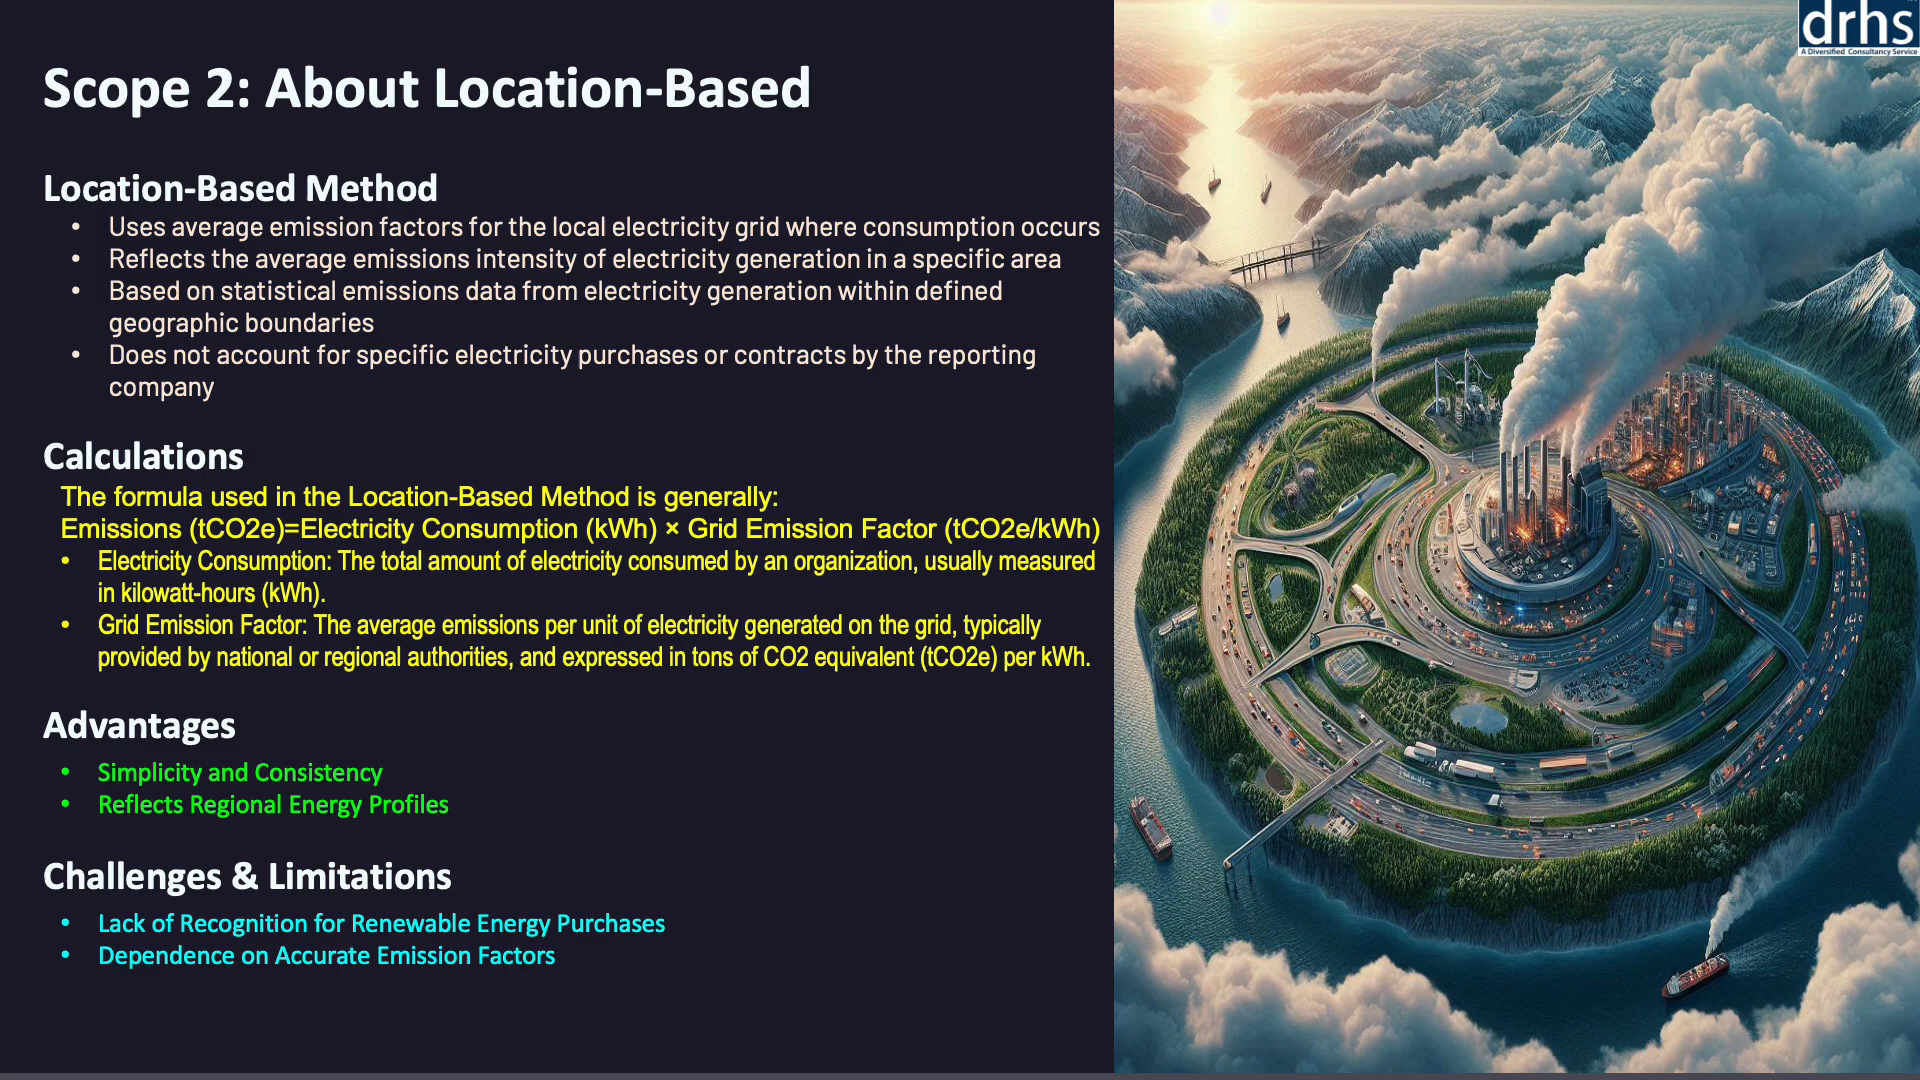 drhs
A Diversified Consultancy Service
Scope 2: About Location-Based
Location-Based Method
• Uses average emission factors for the local electricity grid where consumption occurs
• Reflects the average emissions intensity of electricity generation in a specific area
• Based on statistical emissions data from electricity generation within defined
geographic boundaries
• Does not account for specific electricity purchases or contracts by the reporting
company
Calculations
The formula used in the Location-Based Method is generally:
Emissions (tCO2e)=Electricity Consumption (kWh) × Grid Emission Factor (tCO2e/kWh)
• Electricity Consumption: The total amount of electricity consumed by an organization, usually measured
in kilowatt-hours (kWh).
• Grid Emission Factor: The average emissions per unit of electricity generated on the grid, typically
provided by national or regional authorities, and expressed in tons of CO2 equivalent (tCO2e) per kWh.
Advantages
• Simplicity and Consistency
• Reflects Regional Energy Profiles
Challenges & Limitations
• Lack of Recognition for Renewable Energy Purchases
• Dependence on Accurate Emission Factors